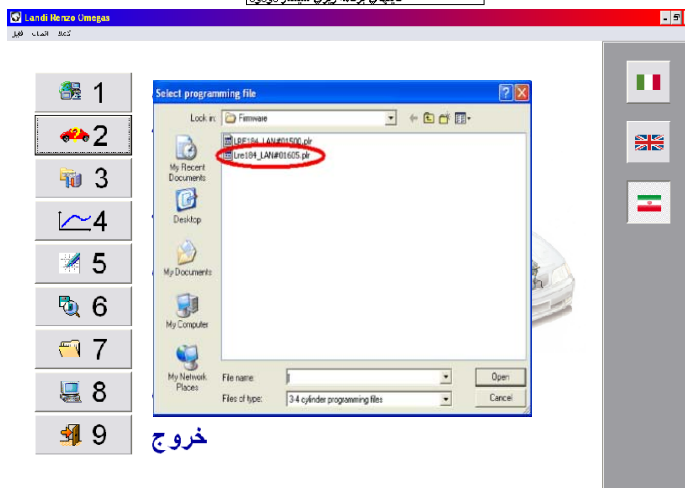 Landi Renzo Omegas
فایل
1
2
3
4
5
6
7
8
9
خروج
Select programming file
Look in:
Firmware
LRE184_LAN#01500.plr
Lre184_LAN#01605.plr
My Recent
Documents
Desktop
My Documents
My Computer
My Network
Places
File name:
Files of type:
3-4 cylinder programming files
Open
Cancel